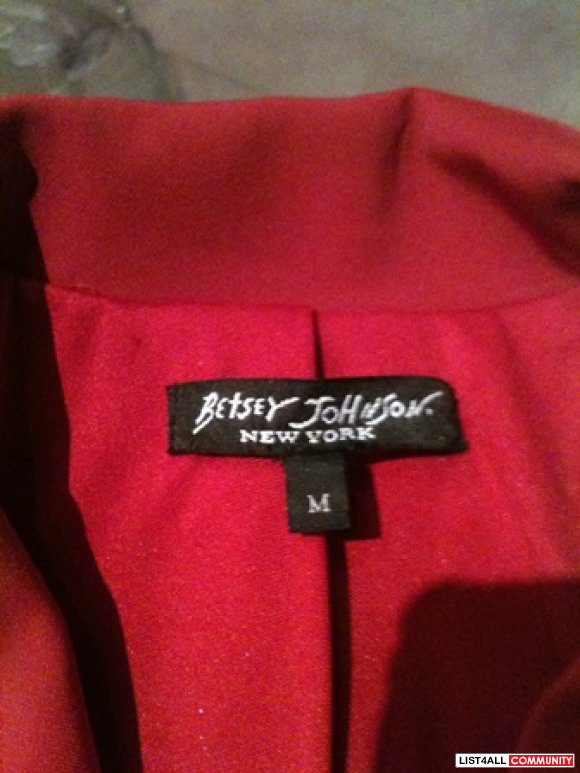 Betsey Johnson.
NEW YORK
M
LIST4ALL COMMUNITY